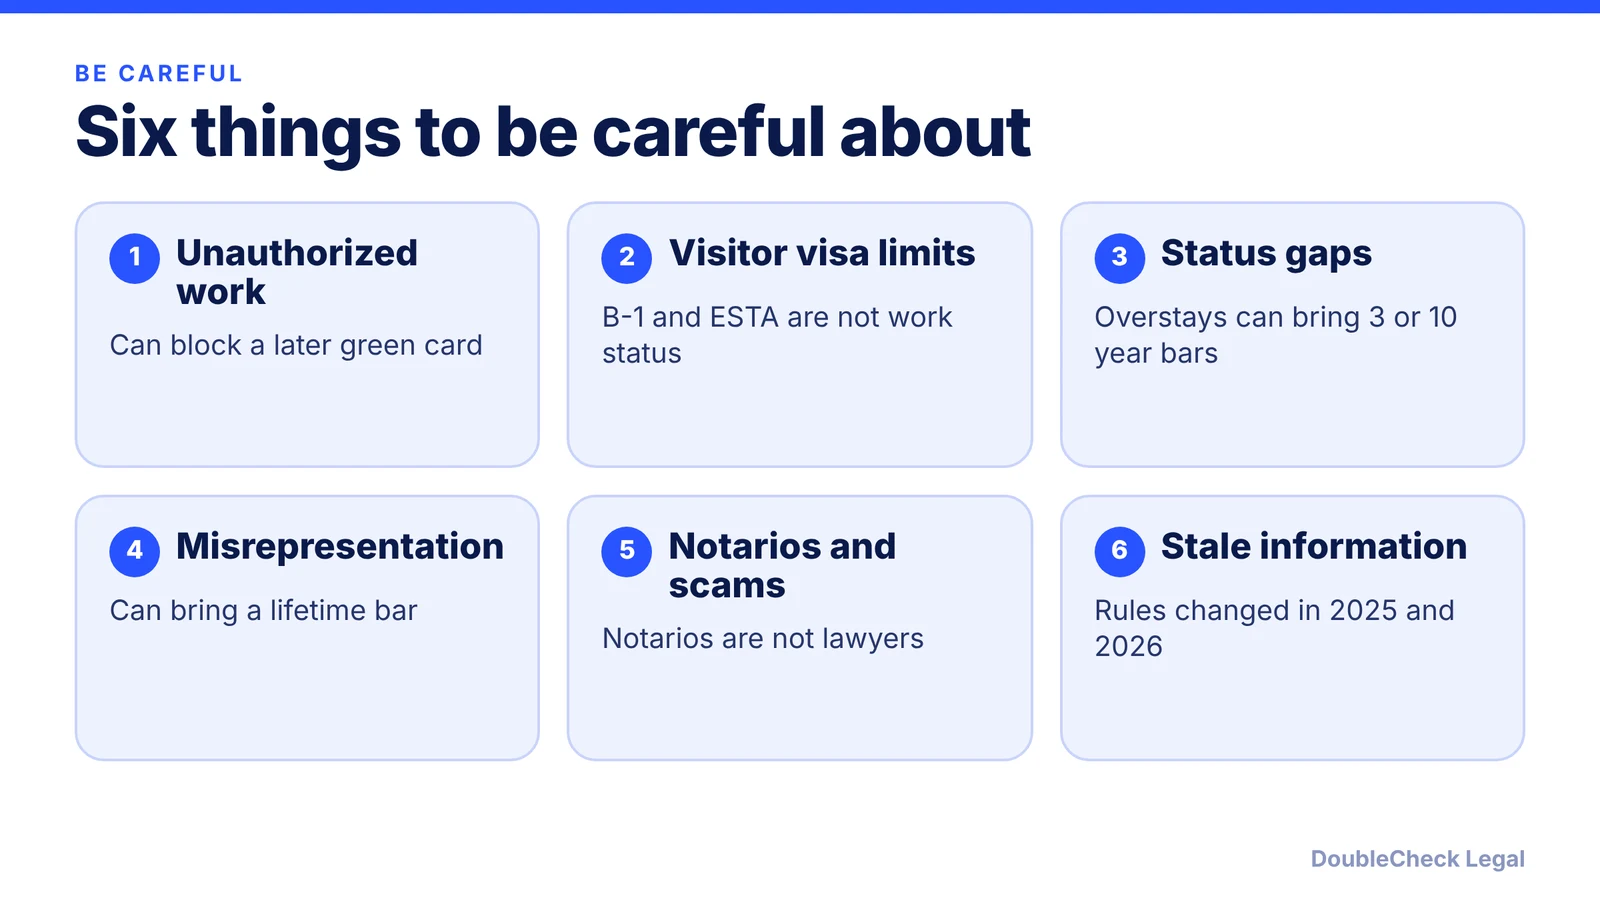 BE CAREFUL
Six things to be careful about
1
Unauthorized
work
Can block a later green card
2
Visitor visa limits
B-1 and ESTA are not work
status
3
Status gaps
Overstays can bring 3 or 10
year bars
4
Misrepresentation
Can bring a lifetime bar
5
Notarios and
scams
Notarios are not lawyers
6
Stale information
Rules changed in 2025 and
2026
DoubleCheck Legal